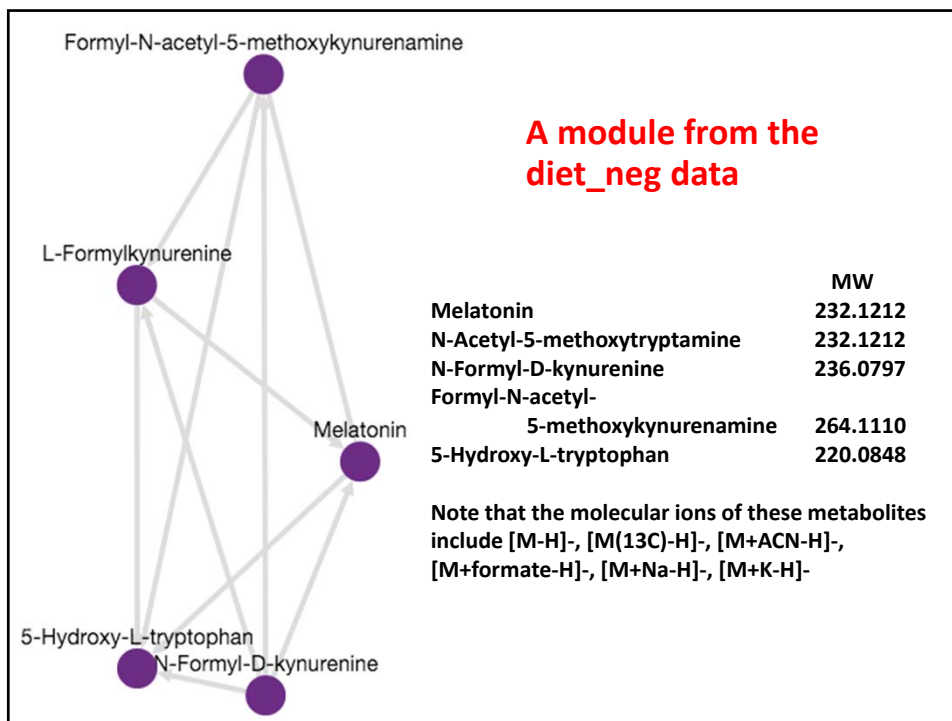 Formyl-N-acetyl-5-methoxykynurenamine
A module from the
diet_neg data
L-Formylkynurenine
MW
Melatonin 232.1212
N-Acetyl-5-methoxytryptamine 232.1212
N-Formyl-D-kynurenine 236.0797
Formyl-N-acetyl-
5-methoxykynurenamine 264.1110
5-Hydroxy-L-tryptophan 220.0848
Melatonin
Note that the molecular ions of these metabolites
include [M-H]-, [M(13C)-H]-, [M+ACN-H]-,
[M+formate-H]-, [M+Na-H]-, [M+K-H]-
5-Hydroxy-L-tryptophan
N-Formyl-D-kynurenine